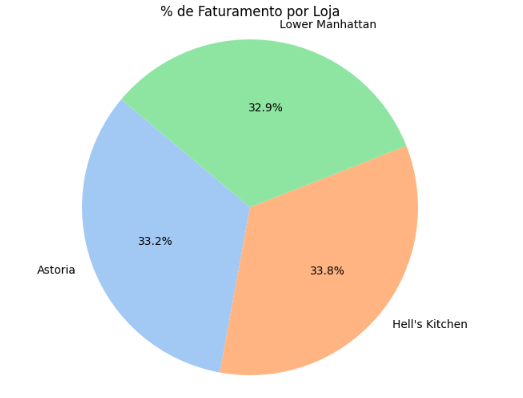 % de Faturamento por Loja
Lower Manhattan
32.9%
33.2%
Astoria
33.8%
Hell's Kitchen